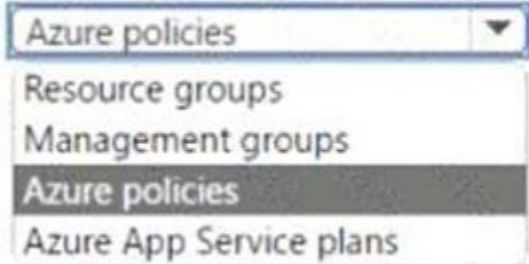 Azure policies
Resource groups
Management groups
Azure policies
Azure App Service plans